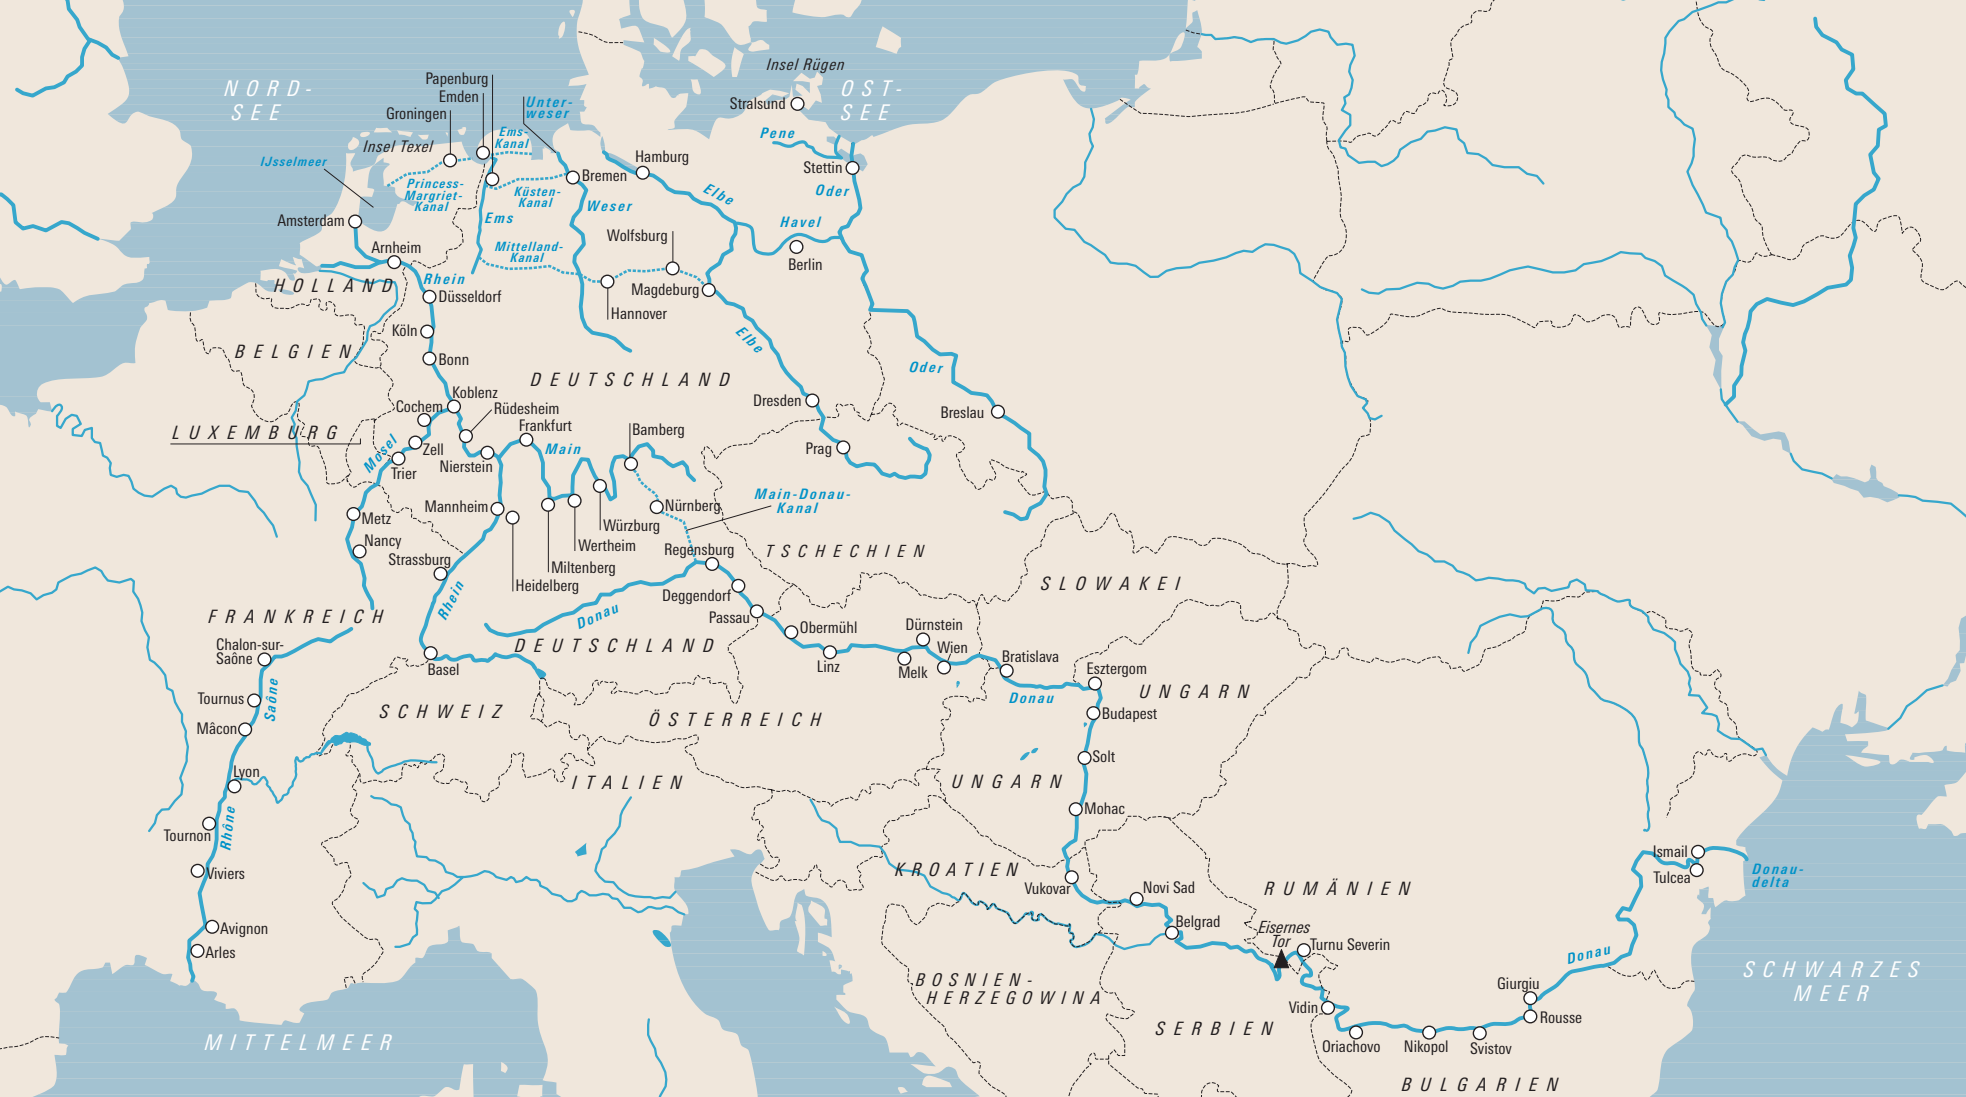 Insel Rügen
Papenburg
NORD-
SEE
OST-
SEE
Emden
Unter-
weser
Stralsund
Groningen
Ems-
Kanal
Pene
Insel Texel
IJsselmeer
Hamburg
Stettin
Bremen
Princess-
Margriet-
Kanal
Küsten-
Kanal
Elbe
Oder
Weser
Amsterdam
Ems
Havel
Wolfsburg
Arnheim
Mittelland-
Kanal
Berlin
Rhein
HOLLAND
Düsseldorf
Magdeburg
Hannover
Köln
Elbe
BELGIEN
Bonn
Oder
DEUTSCHLAND
Koblenz
Cochem
Rüdesheim
Dresden
Breslau
Frankfurt
LUXEMBURG
Bamberg
Mosel
Zell
Main
Prag
Nierstein
Trier
Main-Donau-
Kanal
Mannheim
Nürnberg
Metz
Würzburg
Nancy
Wertheim
Regensburg
TSCHECHIEN
Strassburg
Miltenberg
Heidelberg
SLOWAKEI
Deggendorf
Rhein
Donau
FRANKREICH
Passau
Obermühl
Dürnstein
Chalon-sur-
Saône
DEUTSCHLAND
Wien
Bratislava
Basel
Linz
Melk
Esztergom
Tournus
Saône
Donau
UNGARN
SCHWEIZ
ÖSTERREICH
Budapest
Mâcon
Solt
Lyon
ITALIEN
UNGARN
Mohac
Tournon
Rhône
Ismail
Viviers
KROATIEN
Donau-
delta
Tulcea
Vukovar
Novi Sad
RUMÄNIEN
Avignon
Belgrad
Eisernes
Tor
Turnu Severin
Arles
Donau
SCHWARZES
MEER
BOSNIEN-
HERZEGOWINA
Giurgiu
Vidin
Rousse
SERBIEN
MITTELMEER
Oriachovo
Nikopol
Svistov
BULGARIEN